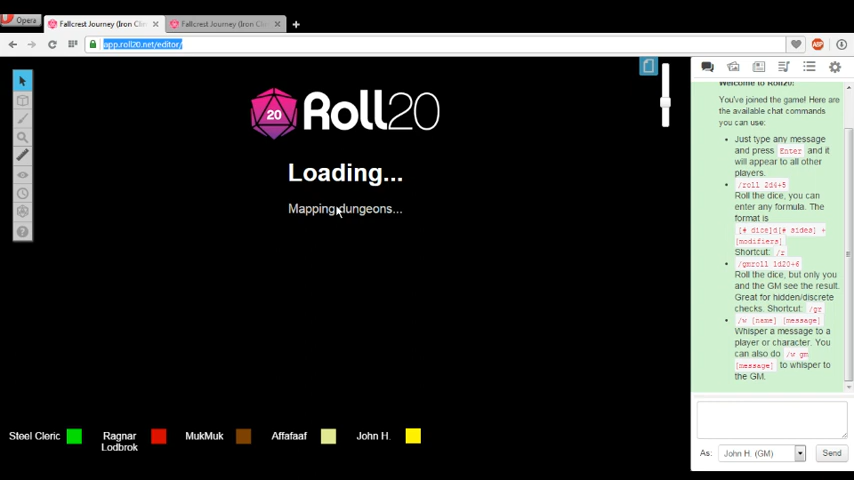 Opera
Fallcrest Journey (Iron Cli
Fallcrest Journey (Iron Cli
app.roll20.net/editor/
ABP
20
Roll20
Loading...
Mapping dungeons...
Steel Cleric
Ragnar
Lodbrok
MukMuk
Affafaaf
John H.
Welcome to Roll20!
You've joined the game! Here are
the available chat commands
you can use:
Just type any message
and press Enter and it
will appear to all other
players.
/roll 2d4+5
Roll the dice, you can
enter any formula. The
format is
[# dice]d[# sides] +
[modifiers]
Shortcut: /r
/gmroll 1d20+6
Roll the dice, but only you
and the GM see the result.
Great for hidden/discrete
checks. Shortcut: /gr
/w [name] [message]
Whisper a message to a
player or character. You
can also do /w gm
[message] to whisper to
the GM.
As: John H. (GM) Send